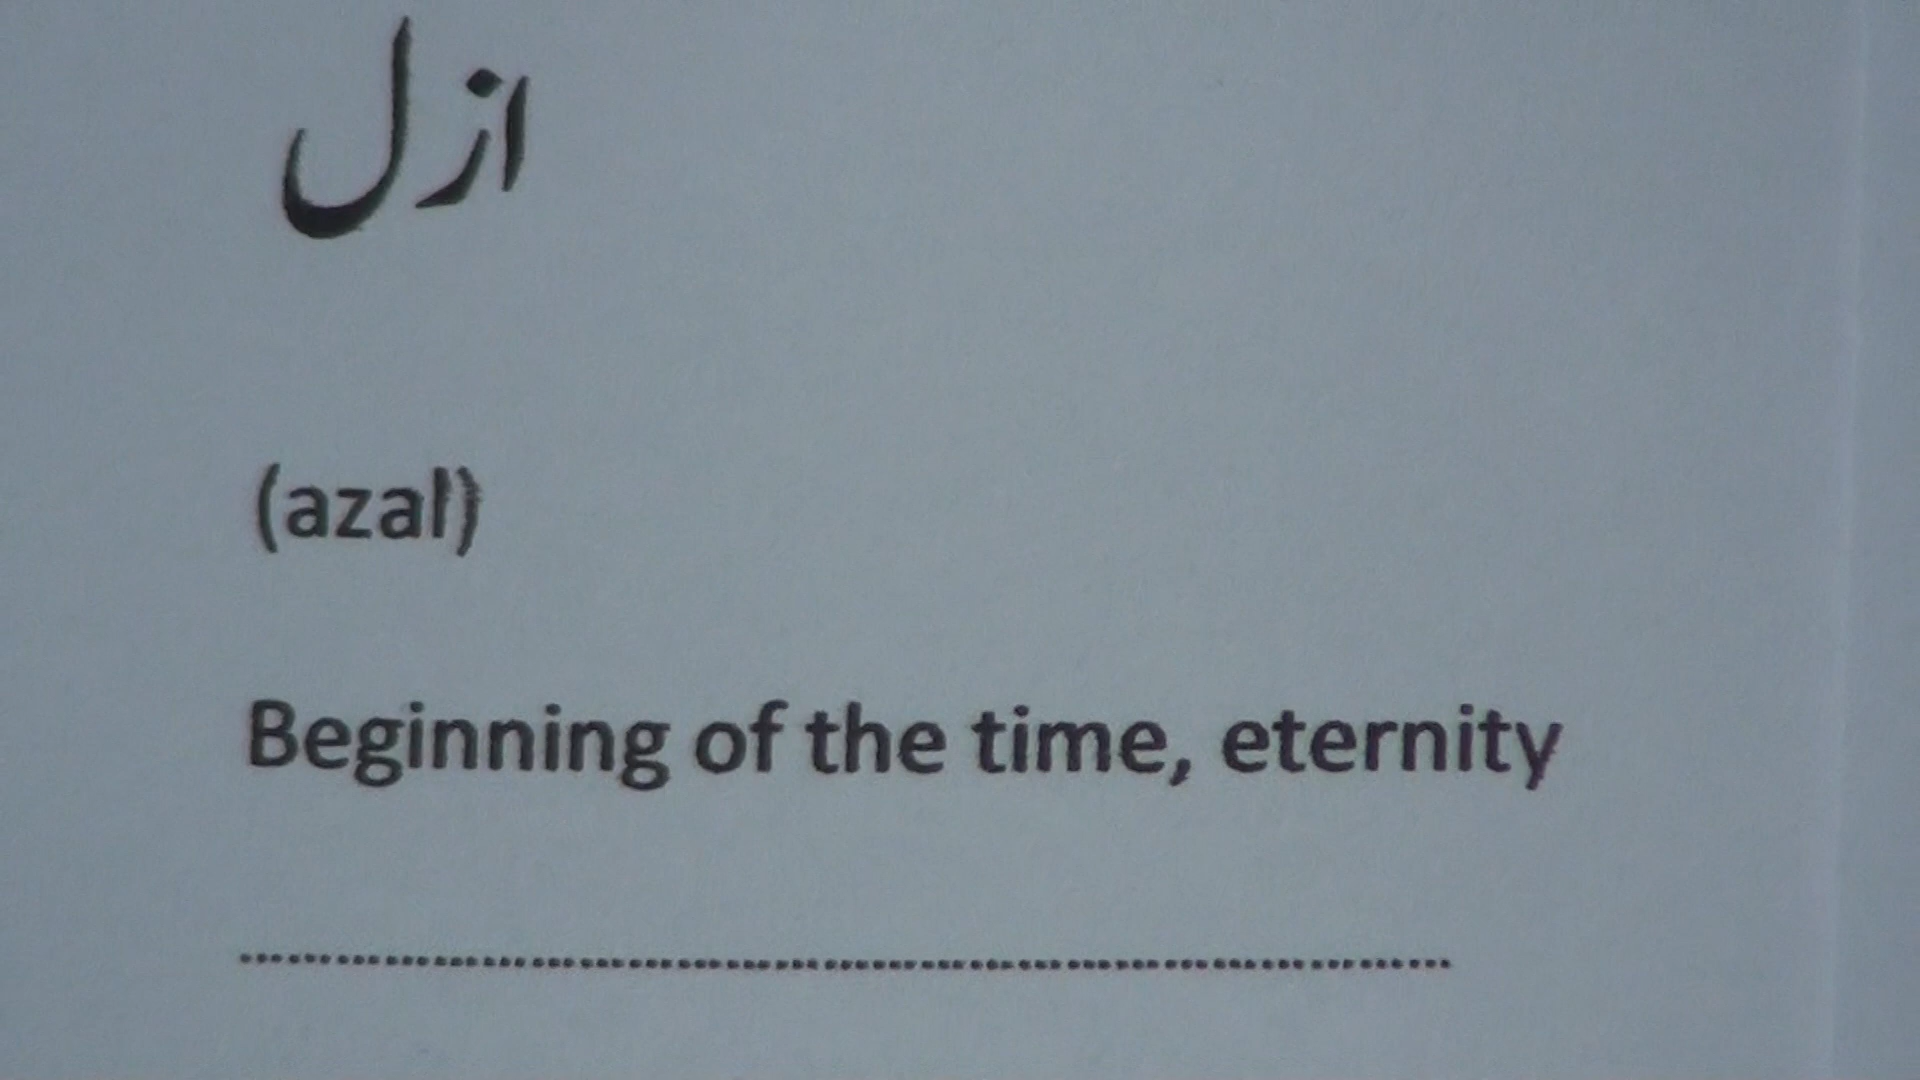 ازل
(azal)
Beginning of the time, eternity